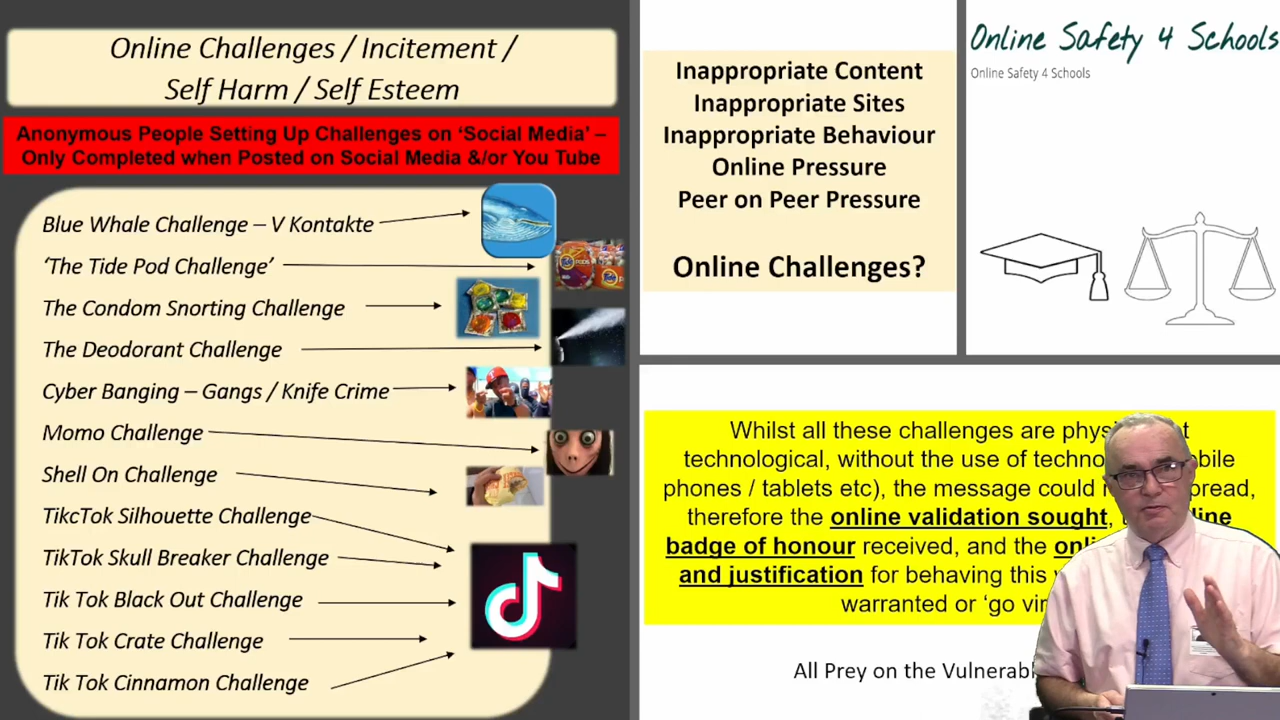 Online Challenges / Incitement /
Self Harm / Self Esteem
Anonymous People Setting Up Challenges on ‘Social Media’ –
Only Completed when Posted on Social Media &/or You Tube
Blue Whale Challenge – V Kontakte
‘The Tide Pod Challenge’
The Condom Snorting Challenge
The Deodorant Challenge
Cyber Banging – Gangs / Knife Crime
Momo Challenge
Shell On Challenge
TikcTok Silhouette Challenge
TikTok Skull Breaker Challenge
Tik Tok Black Out Challenge
Tik Tok Crate Challenge
Tik Tok Cinnamon Challenge
Inappropriate Content
Inappropriate Sites
Inappropriate Behaviour
Online Pressure
Peer on Peer Pressure
Online Challenges?
Online Safety 4 Schools
Online Safety 4 Schools
Whilst all these challenges are
technological, without the use of
phones / tablets etc), the message could
therefore the online validation sought,
badge of honour received, and the
and justification for behaving this
warranted or ‘go
All Prey on the